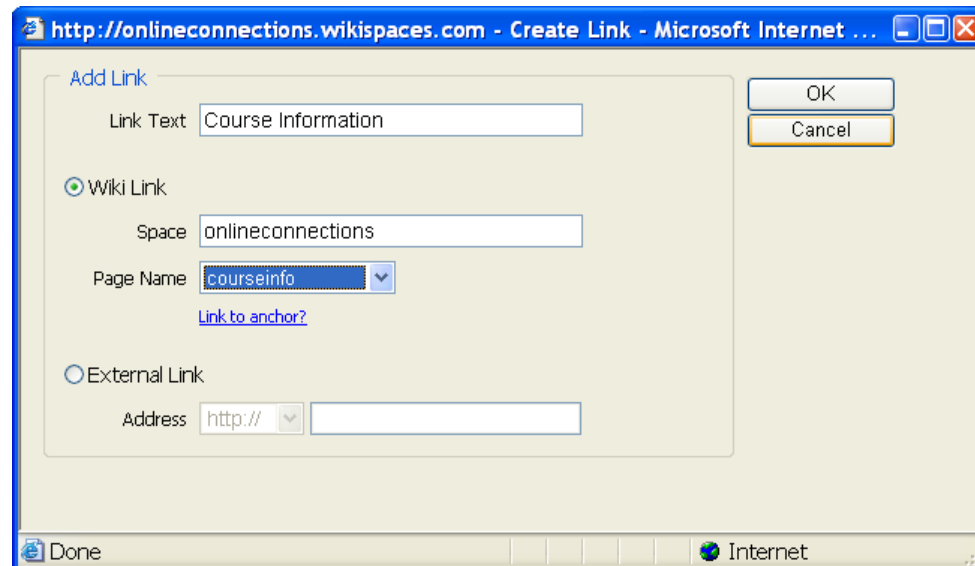 http://onlineconnections.wikispaces.com - Create Link - Microsoft Internet ...
Add Link
OK
Link Text Course Information
Cancel
Wiki Link
Space onlineconnections
Page Name courseinfo
Link to anchor?
External Link
Address http://
Done Internet